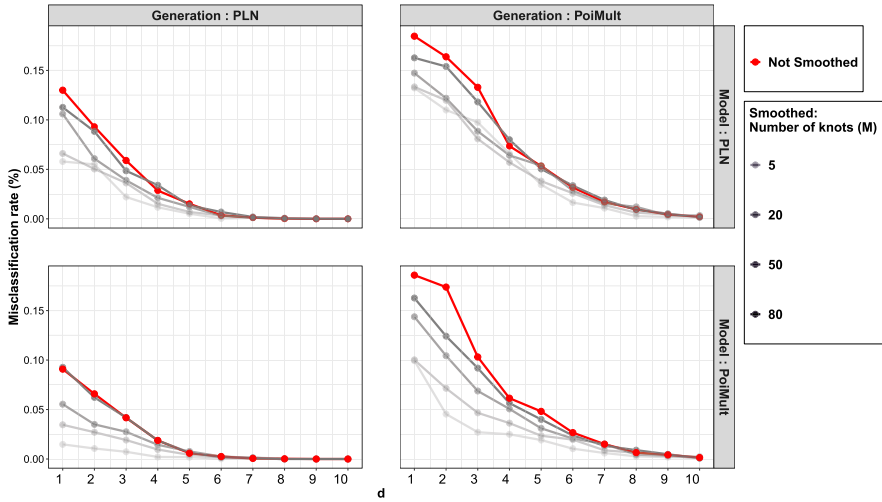 Generation : PLN
Generation : PoiMult
Not Smoothed
Smoothed:
Number of knots (M)
5
20
50
80
Model : PLN
Model : PoiMult
Misclassification rate (%)
0.15
0.10
0.05
0.00
0.15
0.10
0.05
0.00
1 2 3 4 5 6 7 8 9 10
1 2 3 4 5 6 7 8 9 10
d